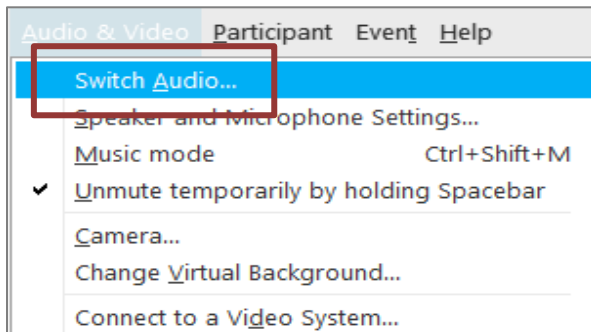 Audio & Video Participant Event Help
Switch Audio...
Speaker and Microphone Settings...
Music mode Ctrl+Shift+M
Unmute temporarily by holding Spacebar
Camera...
Change Virtual Background...
Connect to a Video System...